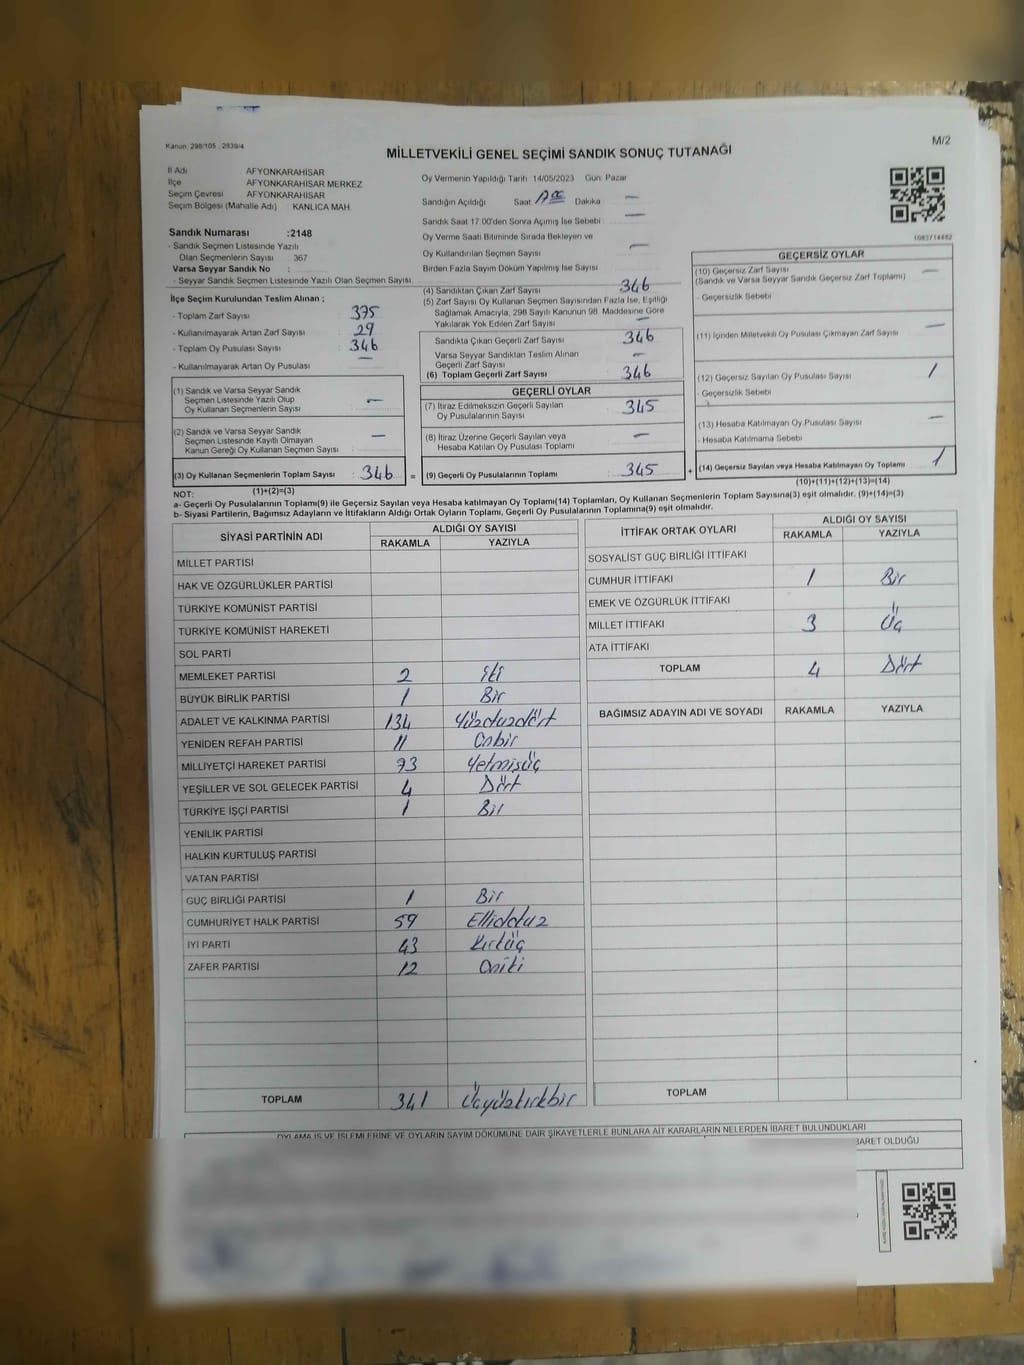 Kanun. 298/105 . 2839/4
M/2
MİLLETVEKİLİ GENEL SEÇİMİ SANDIK SONUÇ TUTANAĞI
İl Adı AFYONKARAHİSAR
İlçe AFYONKARAHİSAR MERKEZ
Seçim Çevresi AFYONKARAHİSAR
Seçim Bölgesi (Mahalle Adı) KANLICA MAH.
Oy Vermenin Yapıldığı Tarih 14/05/2023 Gün: Pazar
Sandığın Açıldığı Saat Dakika —
Sandık Saat 17.00'den Sonra Açılmış İse Sebebi —
Oy Verme Saati Bitiminde Sırada Bekleyen ve
Oy Kullandırılan Seçmen Sayısı —
Birden Fazla Sayım Döküm Yapılmış İse Sayısı
Sandık Numarası :2148
- Sandık Seçmen Listesinde Yazılı
Olan Seçmenlerin Sayısı : 367
Varsa Seyyar Sandık No :
- Seyyar Sandık Seçmen Listesinde Yazılı Olan Seçmen Sayısı
İlçe Seçim Kurulundan Teslim Alınan ;
- Toplam Zarf Sayısı : 375
- Kullanılmayarak Artan Zarf Sayısı : 29
- Toplam Oy Pusulası Sayısı : 346
- Kullanılmayarak Artan Oy Pusulası : —
(1) Sandık ve Varsa Seyyar Sandık
Seçmen Listesinde Yazılı Olup
Oy Kullanan Seçmenlerin Sayısı : —
(2) Sandık ve Varsa Seyyar Sandık
Seçmen Listesinde Kayıtlı Olmayan
Kanun Gereği Oy Kullanan Seçmen Sayısı : —
(3) Oy Kullanan Seçmenlerin Toplam Sayısı : 346 =
(1)+(2)=(3)
(4) Sandıktan Çıkan Zarf Sayısı 346
(5) Zarf Sayısı Oy Kullanan Seçmen Sayısından Fazla İse, Eşitliği
Sağlamak Amacıyla, 298 Sayılı Kanunun 98. Maddesine Göre
Yakılarak Yok Edilen Zarf Sayısı —
Sandıkta Çıkan Geçerli Zarf Sayısı 346
Varsa Seyyar Sandıktan Teslim Alınan
Geçerli Zarf Sayısı —
(6) Toplam Geçerli Zarf Sayısı 346
GEÇERLİ OYLAR
(7) İtiraz Edilmeksizin Geçerli Sayılan
Oy Pusulalarının Sayısı 345
(8) İtiraz Üzerine Geçerli Sayılan veya
Hesaba Katılan Oy Pusulası Toplamı —
(9) Geçerli Oy Pusulalarının Toplamı 345 +
GEÇERSİZ OYLAR
(10) Geçersiz Zarf Sayısı
(Sandık ve Varsa Seyyar Sandık Geçersiz Zarf Toplamı) —
- Geçersizlik Sebebi
(11) İçinden Milletvekili Oy Pusulası Çıkmayan Zarf Sayısı —
(12) Geçersiz Sayılan Oy Pusulası Sayısı 1
- Geçersizlik Sebebi
(13) Hesaba Katılmayan Oy Pusulası Sayısı —
- Hesaba Katılmama Sebebi
(14) Geçersiz Sayılan veya Hesaba Katılmayan Oy Toplamı 1
(10)+(11)+(12)+(13)=(14)
NOT:
a- Geçerli Oy Pusulalarının Toplamı(9) ile Geçersiz Sayılan veya Hesaba katılmayan Oy Toplamı(14) Toplamları, Oy Kullanan Seçmenlerin Toplam Sayısına(3) eşit olmalıdır. (9)+(14)=(3)
b- Siyasi Partilerin, Bağımsız Adayların ve İttifakların Aldığı Ortak Oyların Toplamı, Geçerli Oy Pusulalarının Toplamına(9) eşit olmalıdır.
SİYASİ PARTİNİN ADI ALDIĞI OY SAYISI
RAKAMLA YAZIYLA
MİLLET PARTİSİ
HAK VE ÖZGÜRLÜKLER PARTİSİ
TÜRKİYE KOMÜNİST PARTİSİ
TÜRKİYE KOMÜNİST HAREKETİ
SOL PARTİ
MEMLEKET PARTİSİ 2 İki
BÜYÜK BİRLİK PARTİSİ 1 Bir
ADALET VE KALKINMA PARTİSİ 134 Yüzotuzdört
YENİDEN REFAH PARTİSİ 11 Onbir
MİLLİYETÇİ HAREKET PARTİSİ 73 Yetmişüç
YEŞİLLER VE SOL GELECEK PARTİSİ 4 Dört
TÜRKİYE İŞÇİ PARTİSİ 1 Bir
YENİLİK PARTİSİ
HALKIN KURTULUŞ PARTİSİ
VATAN PARTİSİ
GÜÇ BİRLİĞİ PARTİSİ 1 Bir
CUMHURİYET HALK PARTİSİ 59 Ellidokuz
İYİ PARTİ 43 Kırküç
ZAFER PARTİSİ 12 Oniki
TOPLAM 341 Üçyüzkırkbir
İTTİFAK ORTAK OYLARI ALDIĞI OY SAYISI
RAKAMLA YAZIYLA
SOSYALİST GÜÇ BİRLİĞİ İTTİFAKI
CUMHUR İTTİFAKI 1 Bir
EMEK VE ÖZGÜRLÜK İTTİFAKI
MİLLET İTTİFAKI 3 Üç
ATA İTTİFAKI
TOPLAM 4 Dört
BAĞIMSIZ ADAYIN ADI VE SOYADI RAKAMLA YAZIYLA
TOPLAM
OYLAMA İŞ VE İŞLEMLERİNE VE OYLARIN SAYIM DÖKÜMÜNE DAİR ŞİKAYETLERLE BUNLARA AİT KARARLARIN NELERDEN İBARET BULUNDUKLARI
BARET OLDUĞU